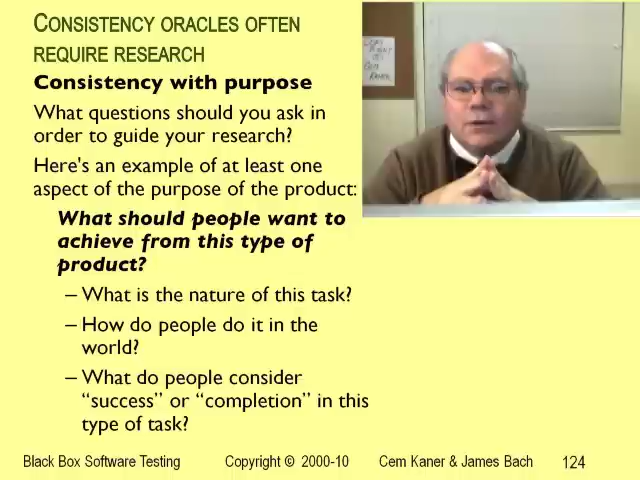 CONSISTENCY ORACLES OFTEN
REQUIRE RESEARCH
Consistency with purpose
What questions should you ask in
order to guide your research?
Here's an example of at least one
aspect of the purpose of the product:
What should people want to
achieve from this type of
product?
– What is the nature of this task?
– How do people do it in the
world?
– What do people consider
“success” or “completion” in this
type of task?
Black Box Software Testing Copyright © 2000-10 Cem Kaner & James Bach 124